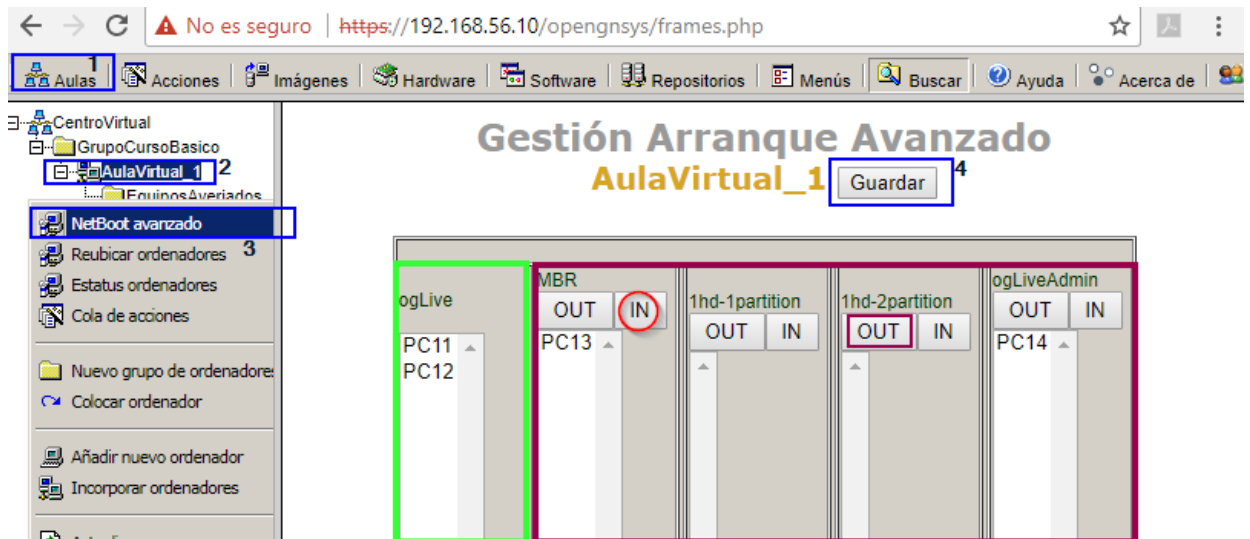 No es seguro | https://192.168.56.10/opengnsys/frames.php
1
Aulas Acciones Imágenes Hardware Software Repositorios Menús Buscar Ayuda Acerca de
CentroVirtual
GrupoCursoBasico
AulaVirtual_1 2
EquiposAveriados
NetBoot avanzado
Reubicar ordenadores 3
Estatus ordenadores
Cola de acciones
Nuevo grupo de ordenadores
Colocar ordenador
Añadir nuevo ordenador
Incorporar ordenadores
Gestión Arranque Avanzado
AulaVirtual_1 Guardar 4
ogLive
PC11
PC12
MBR
OUT IN
PC13
1hd-1partition
OUT IN
1hd-2partition
OUT IN
ogLiveAdmin
OUT IN
PC14